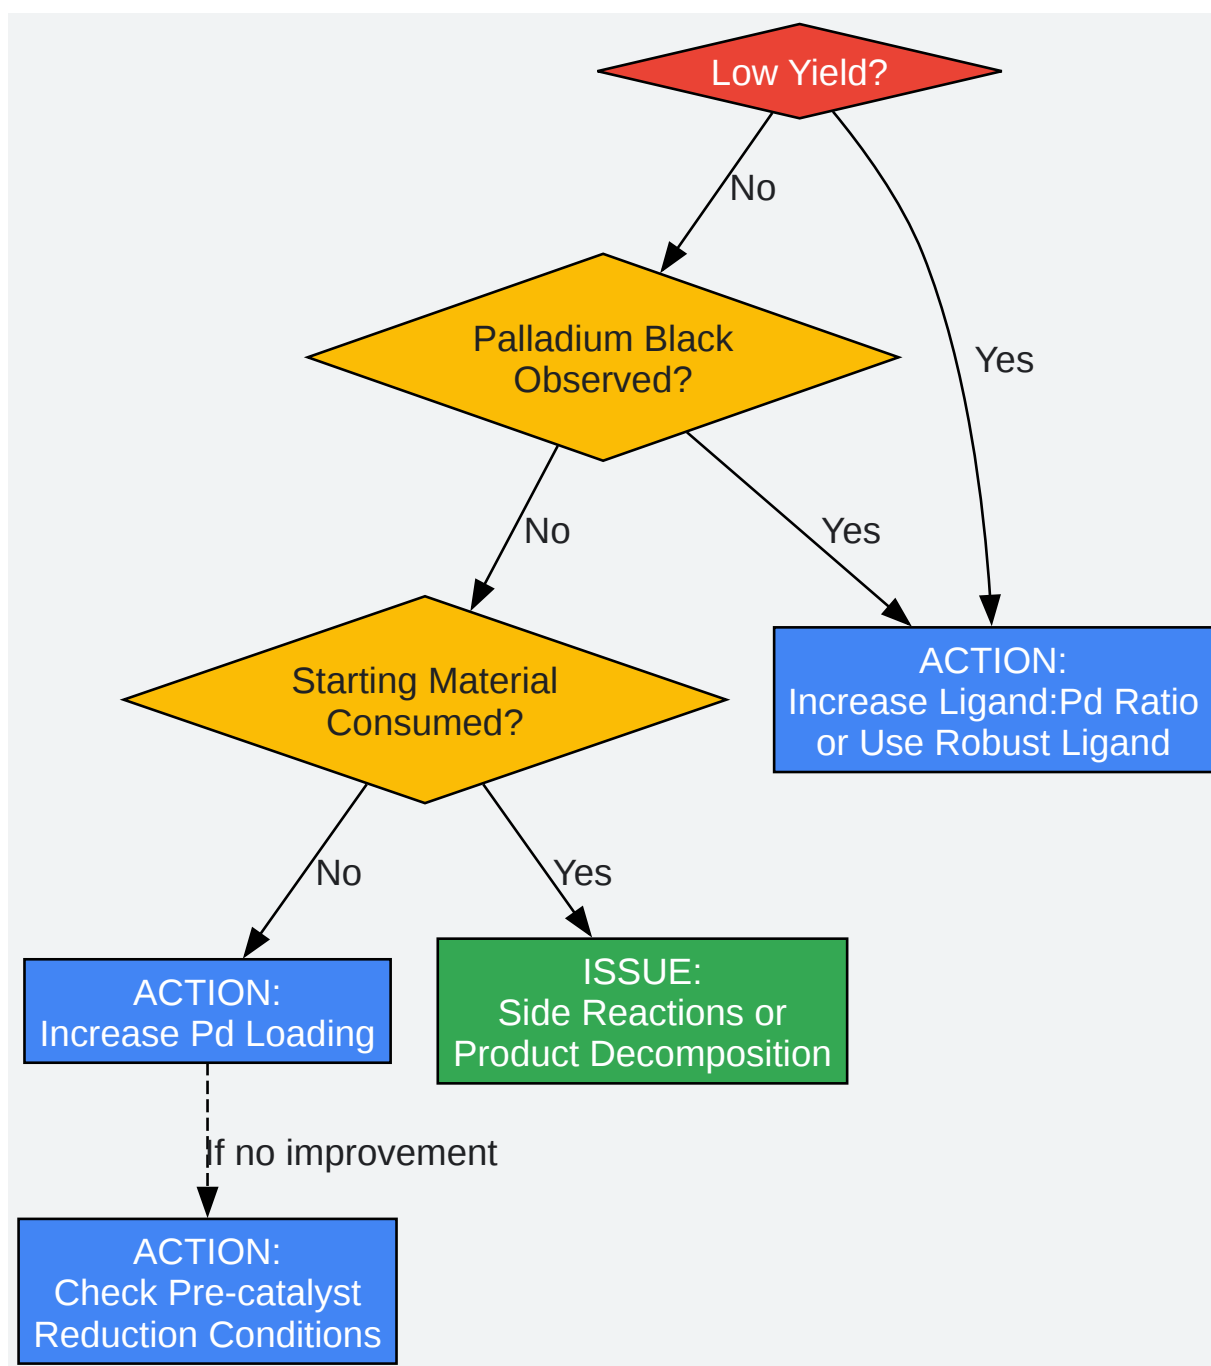 Low Yield?
No
Yes
Palladium Black
Observed?
No
Yes
Starting Material
Consumed?
ACTION:
Increase Ligand:Pd Ratio
or Use Robust Ligand
No
Yes
ACTION:
Increase Pd Loading
ISSUE:
Side Reactions or
Product Decomposition
If no improvement
ACTION:
Check Pre-catalyst
Reduction Conditions